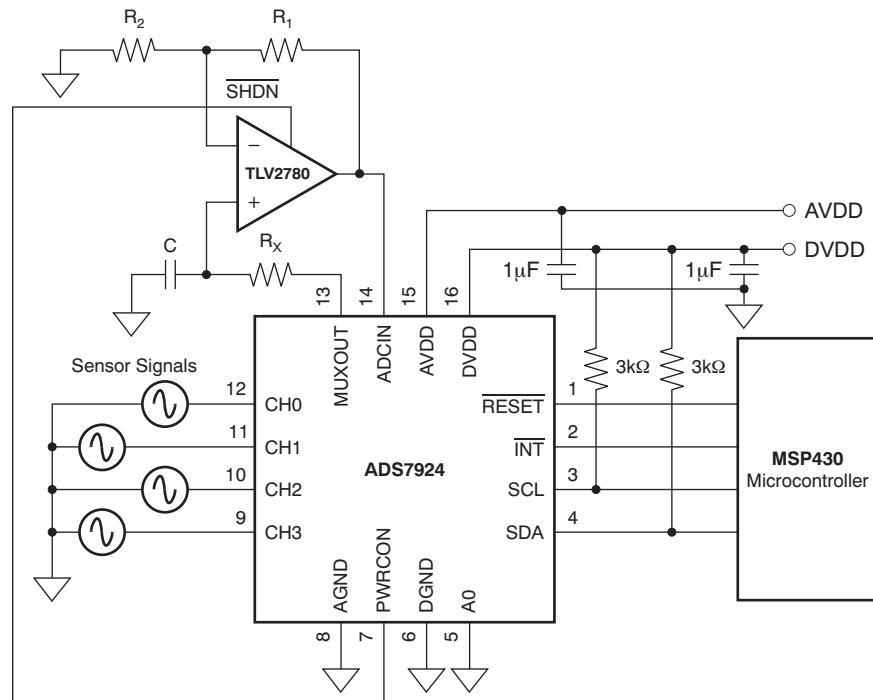 R2
R1
SHDN
−
TLV2780
+
C
RX
AVDD
DVDD
1µF
1µF
13
14
15
16
MUXOUT
ADCIN
AVDD
DVDD
3kΩ
3kΩ
Sensor Signals
12
CH0
11
CH1
10
CH2
9
CH3
ADS7924
RESET
1
INT
2
SCL
3
SDA
4
MSP430
Microcontroller
AGND
PWRCON
DGND
A0
8
7
6
5